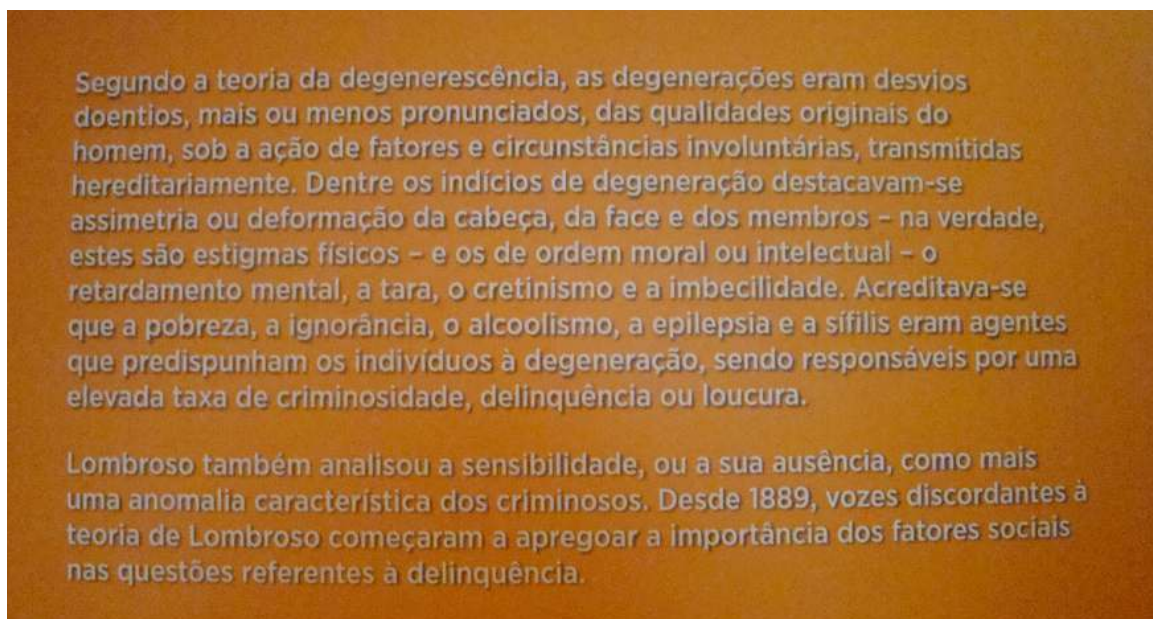 Segundo a teoria da degenerescência, as degenerações eram desvios
doentios, mais ou menos pronunciados, das qualidades originais do
homem, sob a ação de fatores e circunstâncias involuntárias, transmitidas
hereditariamente. Dentre os indícios de degeneração destacavam-se
assimetria ou deformação da cabeça, da face e dos membros – na verdade,
estes são estigmas físicos – e os de ordem moral ou intelectual – o
retardamento mental, a tara, o cretinismo e a imbecilidade. Acreditava-se
que a pobreza, a ignorância, o alcoolismo, a epilepsia e a sífilis eram agentes
que predispunham os indivíduos à degeneração, sendo responsáveis por uma
elevada taxa de criminosidade, delinquência ou loucura.
Lombroso também analisou a sensibilidade, ou a sua ausência, como mais
uma anomalia característica dos criminosos. Desde 1889, vozes discordantes à
teoria de Lombroso começaram a apregoar a importância dos fatores sociais
nas questões referentes à delinquência.